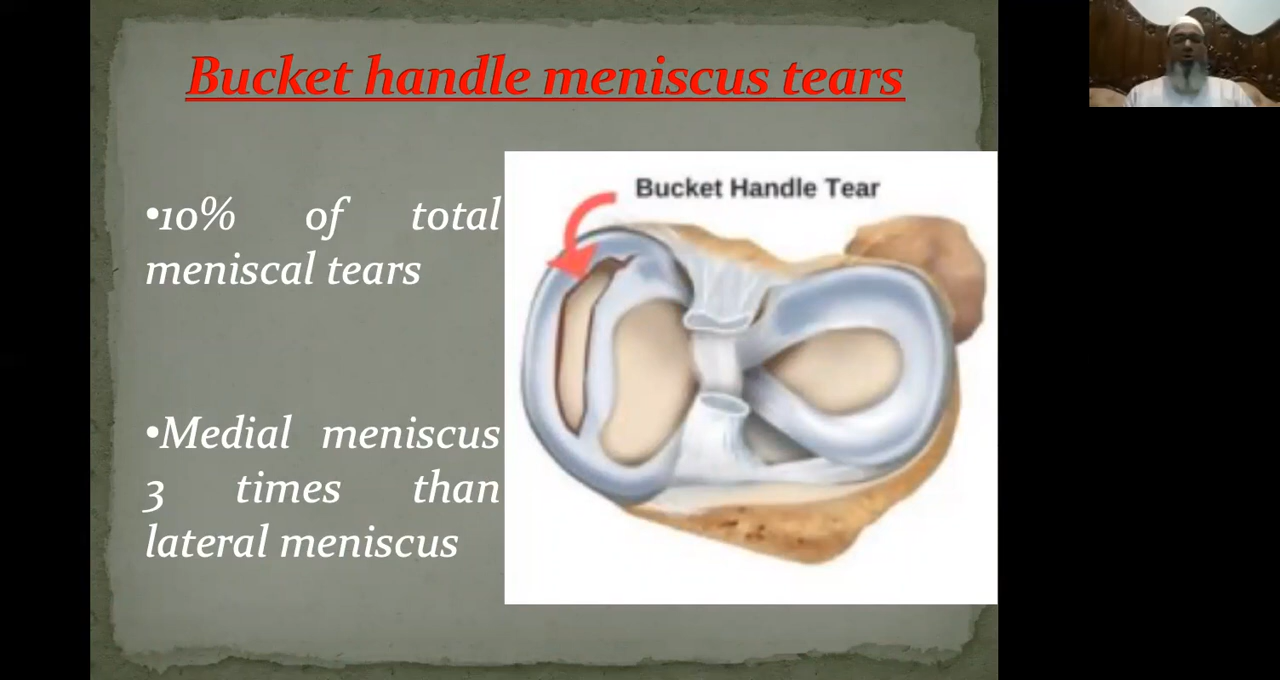 Bucket handle meniscus tears
•10% of total
meniscal tears
•Medial meniscus
3 times than
lateral meniscus
Bucket Handle Tear